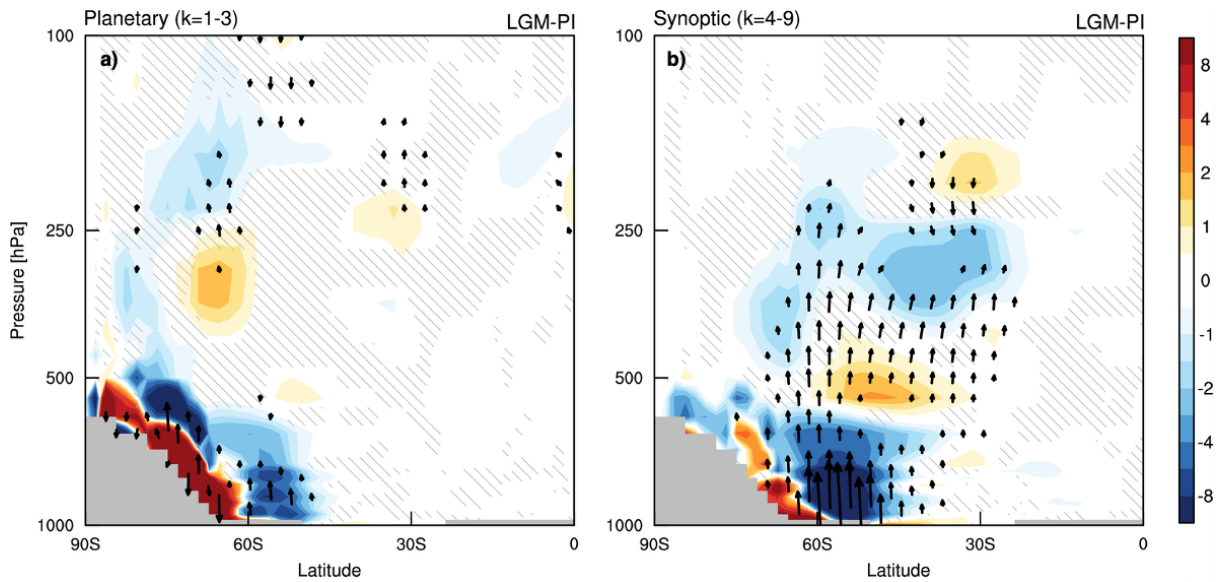 Planetary (k=1-3) LGM-PI
Synoptic (k=4-9) LGM-PI
a)
b)
Pressure [hPa]
100
250
500
1000
90S 60S 30S 0
Latitude
100
250
500
1000
90S 60S 30S 0
Latitude
8
4
2
1
0
-1
-2
-4
-8